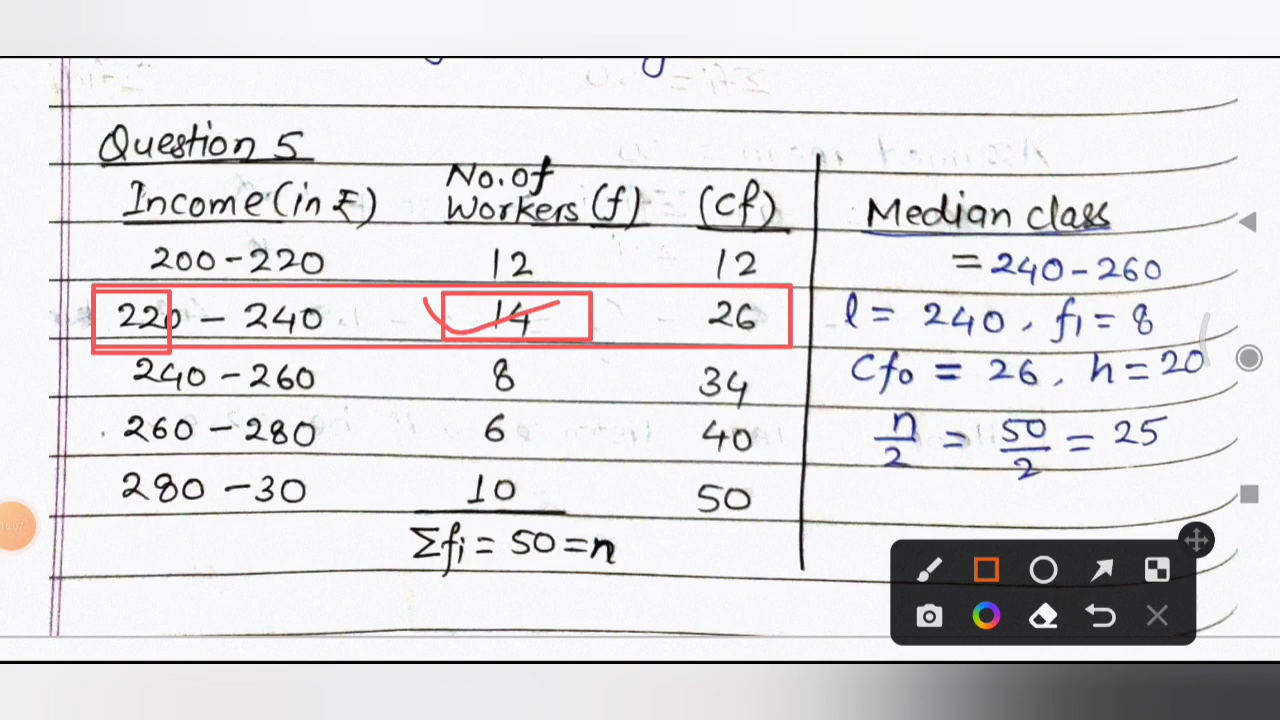 Question 5
Income (in ₹) No. of Workers (f) (Cf)
200-220 12 12
220 - 240 14 26
240-260 8 34
260-280 6 40
280-30 10 50
Σfi = 50 = n
Median class
= 240-260
l = 240, f1 = 8
Cf0 = 26, h = 20
n/2 = 50/2 = 25